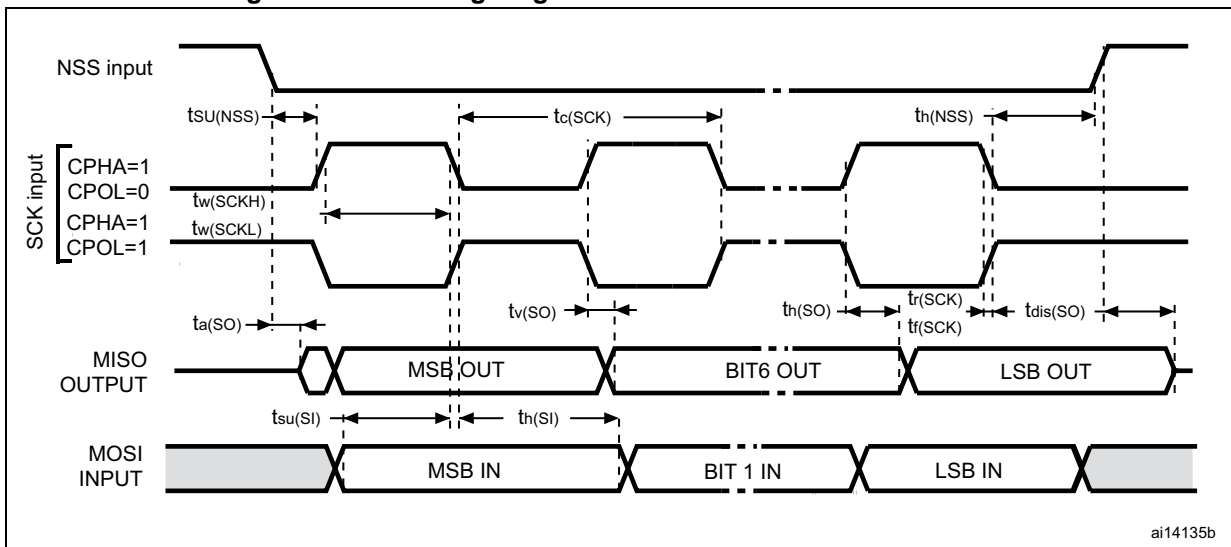 NSS input
tSU(NSS)
tc(SCK)
th(NSS)
SCK input
CPHA=1
CPOL=0
tw(SCKH)
CPHA=1
tw(SCKL)
CPOL=1
ta(SO)
tv(SO)
th(SO)
tr(SCK)
tf(SCK)
tdis(SO)
MISO
OUTPUT
MSB OUT
BIT6 OUT
LSB OUT
tsu(SI)
th(SI)
MOSI
INPUT
MSB IN
BIT 1 IN
LSB IN
ai14135b